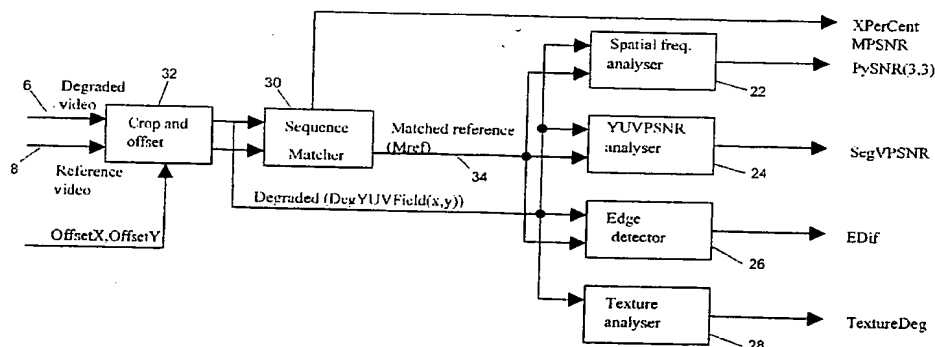 XPerCent
MPSNR
Spatial freq.
analyser
PySNR(3,3)
22
32
30
6
Degraded
video
Crop and
offset
Sequence
Matcher
Matched reference
(Mref)
34
YUVPSNR
analyser
SegVPSNR
24
8
Reference
video
Degraded (DegYUVField(x,y))
OffsetX,OffsetY
Edge
detector
EDif
26
Texture
analyser
TextureDeg
28